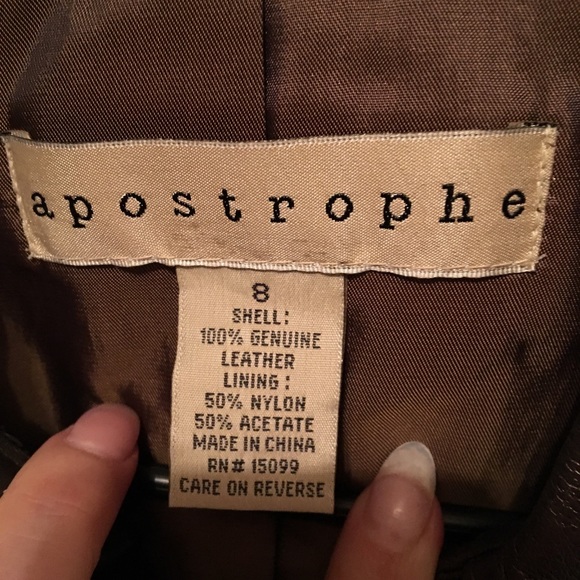 apostrophe
8
SHELL:
100% GENUINE
LEATHER
LINING:
50% NYLON
50% ACETATE
MADE IN CHINA
RN# 15099
CARE ON REVERSE